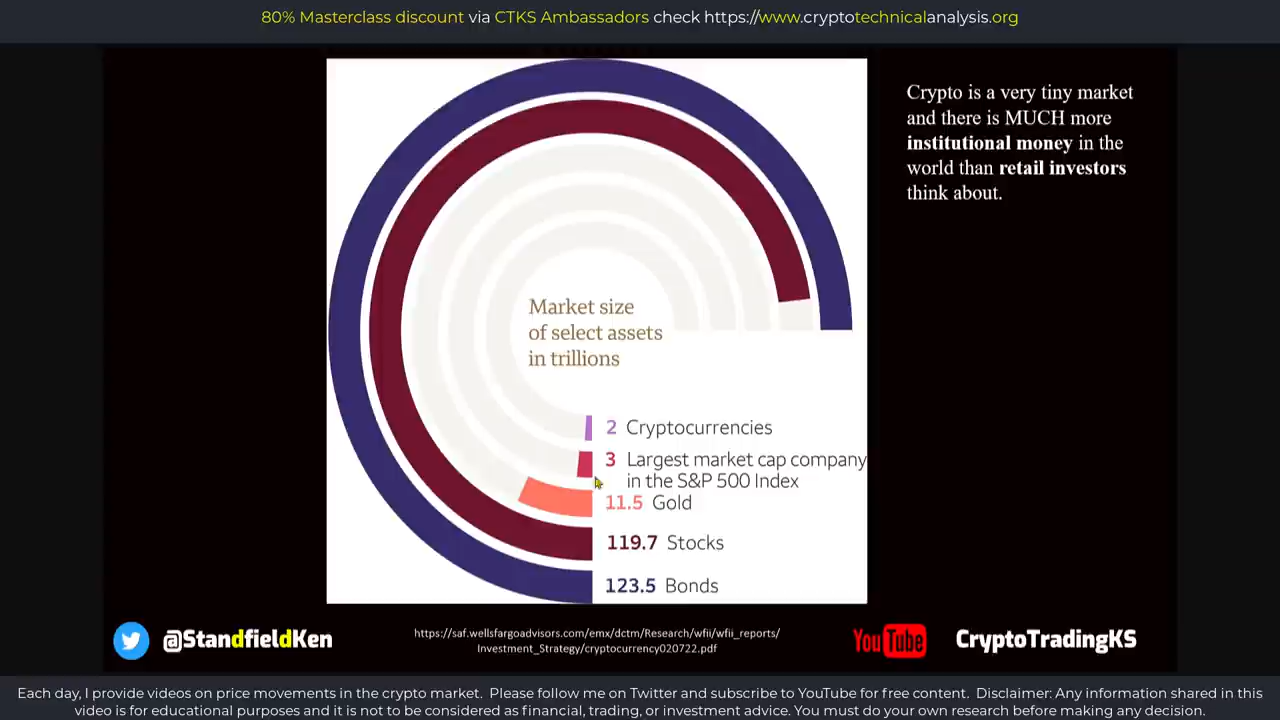 80% Masterclass discount via CTKS Ambassadors check https://www.cryptotechnicalanalysis.org
Crypto is a very tiny market
and there is MUCH more
institutional money in the
world than retail investors
think about.
Market size
of select assets
in trillions
2 Cryptocurrencies
3 Largest market cap company
in the S&P 500 Index
11.5 Gold
119.7 Stocks
123.5 Bonds
@StandfieldKen
https://saf.wellsfargoadvisors.com/emx/dctm/Research/wfii/wfii_reports/
Investment_Strategy/cryptocurrency020722.pdf
YouTube
CryptoTradingKS
Each day, I provide videos on price movements in the crypto market. Please follow me on Twitter and subscribe to YouTube for free content. Disclaimer: Any information shared in this
video is for educational purposes and it is not to be considered as financial, trading, or investment advice. You must do your own research before making any decision.